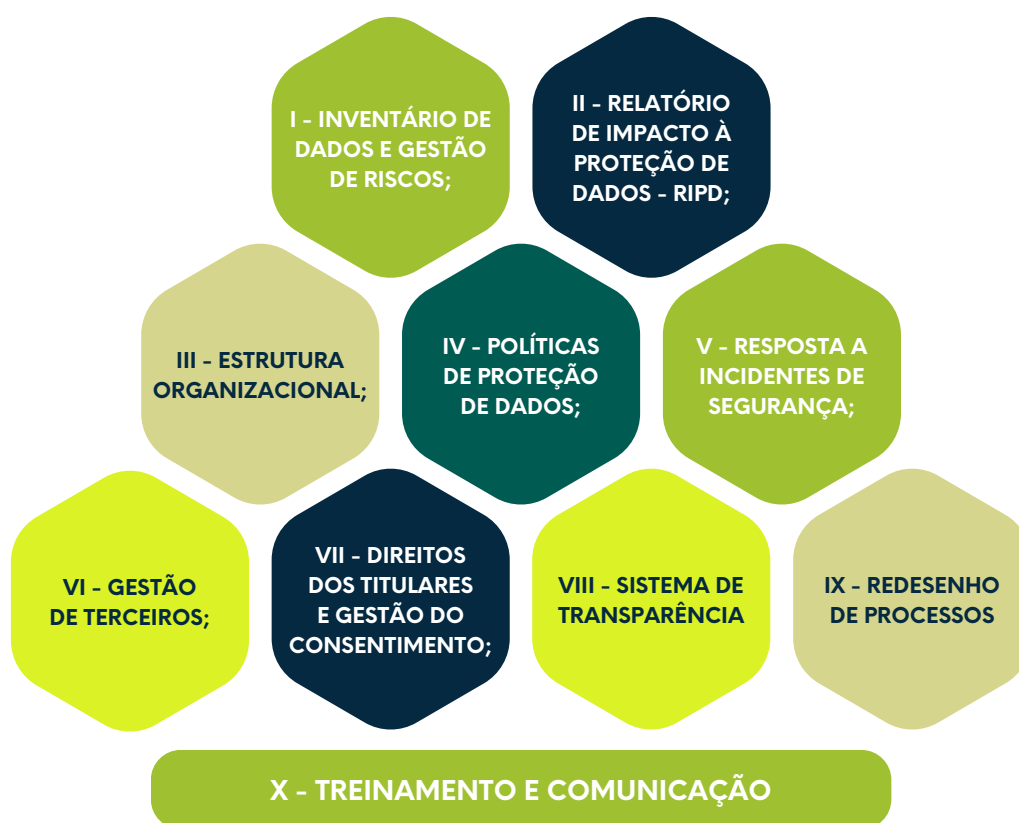 I - INVENTÁRIO DE
DADOS E GESTÃO
DE RISCOS;
II - RELATÓRIO
DE IMPACTO À
PROTEÇÃO DE
DADOS - RIPD;
III - ESTRUTURA
ORGANIZACIONAL;
IV - POLÍTICAS
DE PROTEÇÃO
DE DADOS;
V - RESPOSTA A
INCIDENTES DE
SEGURANÇA;
VI - GESTÃO
DE TERCEIROS;
VII - DIREITOS
DOS TITULARES
E GESTÃO DO
CONSENTIMENTO;
VIII - SISTEMA DE
TRANSPARÊNCIA
IX - REDESENHO
DE PROCESSOS
X - TREINAMENTO E COMUNICAÇÃO